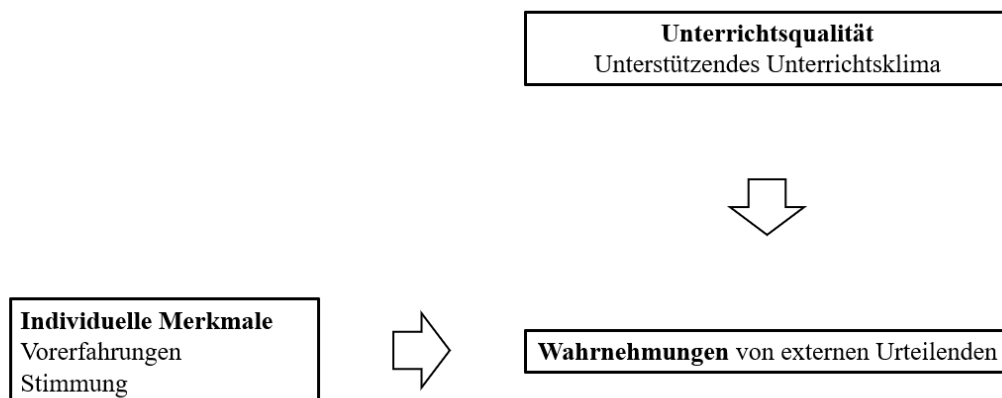 Unterrichtsqualität
Unterstützendes Unterrichtsklima
Individuelle Merkmale
Vorerfahrungen
Stimmung
Wahrnehmungen von externen Urteilenden